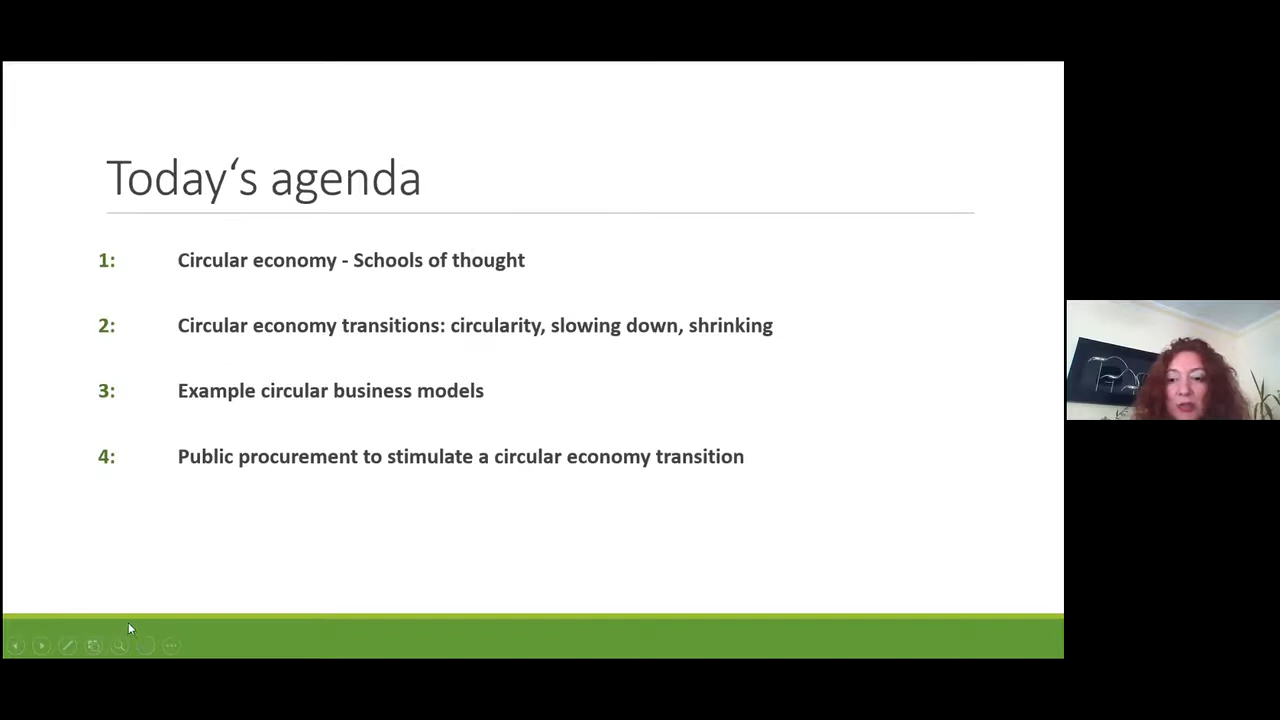 Today‘s agenda
1: Circular economy - Schools of thought
2: Circular economy transitions: circularity, slowing down, shrinking
3: Example circular business models
4: Public procurement to stimulate a circular economy transition